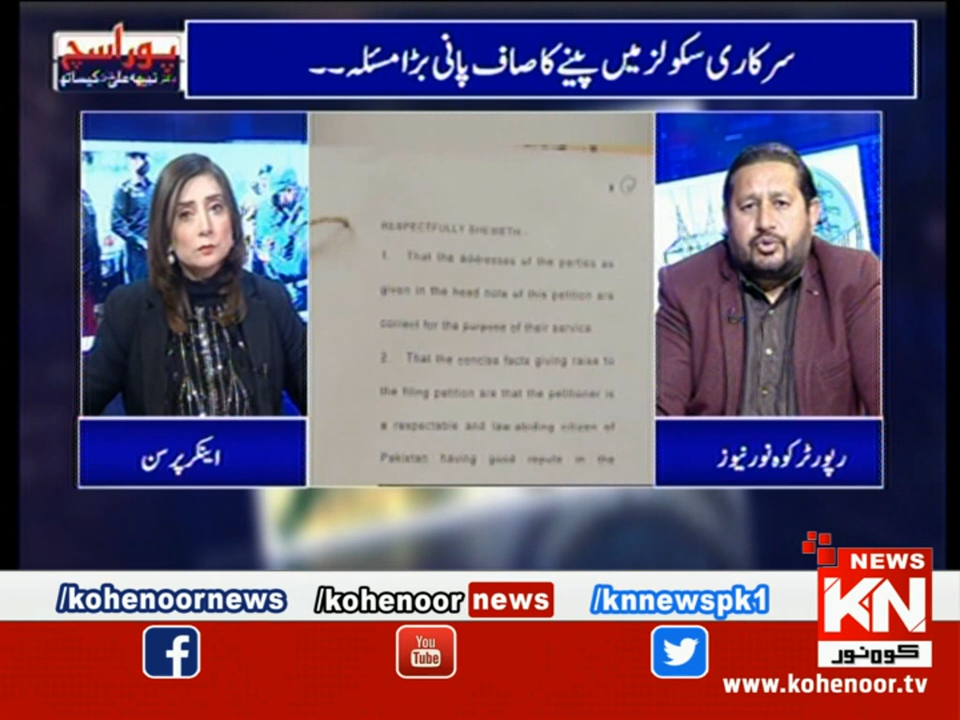 پورا سچ
ڈاکٹر نبیہہ علی کیساتھ
سرکاری سکولز میں پینے کا صاف پانی بڑا مسئلہ۔۔
RESPECTFULLY SHEWETH:
1. That the addresses of the parties as
given in the head note of this petition are
correct for the purpose of their service.
2. That the concise facts giving raise to
the filing petition are that the petitioner is
a respectable and law abiding citizen of
Pakistan having good repute in the
اینکر پرسن
رپورٹر کوہ نور نیوز
/kohenoornews
/kohenoor news
/knnewspk1
You Tube
NEWS
KN
کوہ نور
www.kohenoor.tv